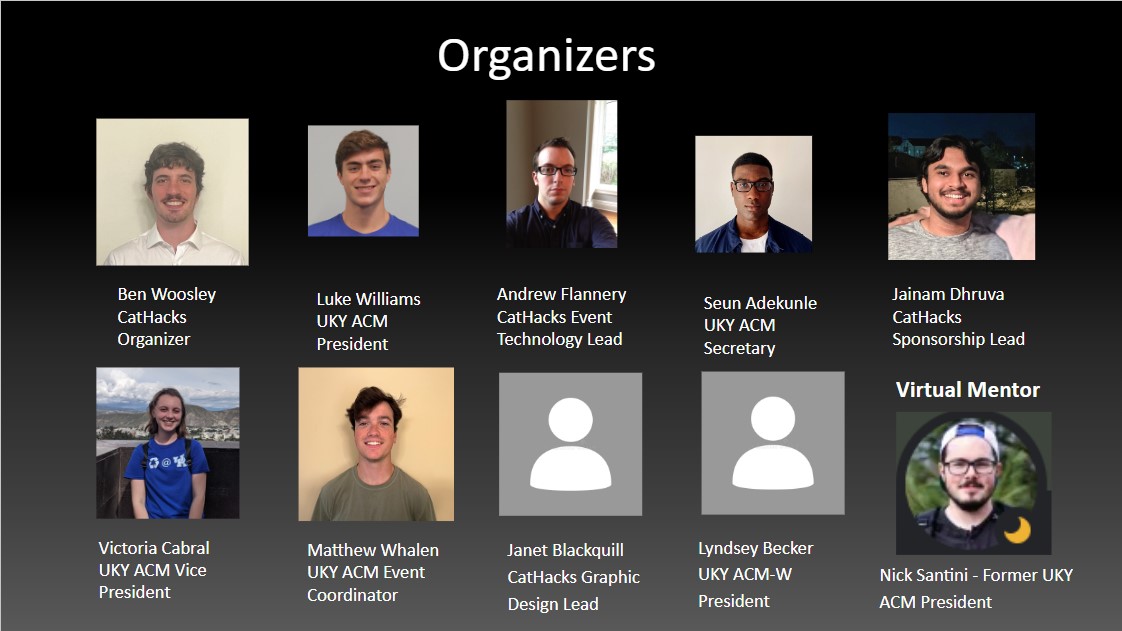 Organizers
Ben Woosley
CatHacks
Organizer
Luke Williams
UKY ACM
President
Andrew Flannery
CatHacks Event
Technology Lead
Seun Adekunle
UKY ACM
Secretary
Jainam Dhruva
CatHacks
Sponsorship Lead
Victoria Cabral
UKY ACM Vice
President
Matthew Whalen
UKY ACM Event
Coordinator
Janet Blackquill
CatHacks Graphic
Design Lead
Lyndsey Becker
UKY ACM-W
President
Virtual Mentor
Nick Santini - Former UKY
ACM President